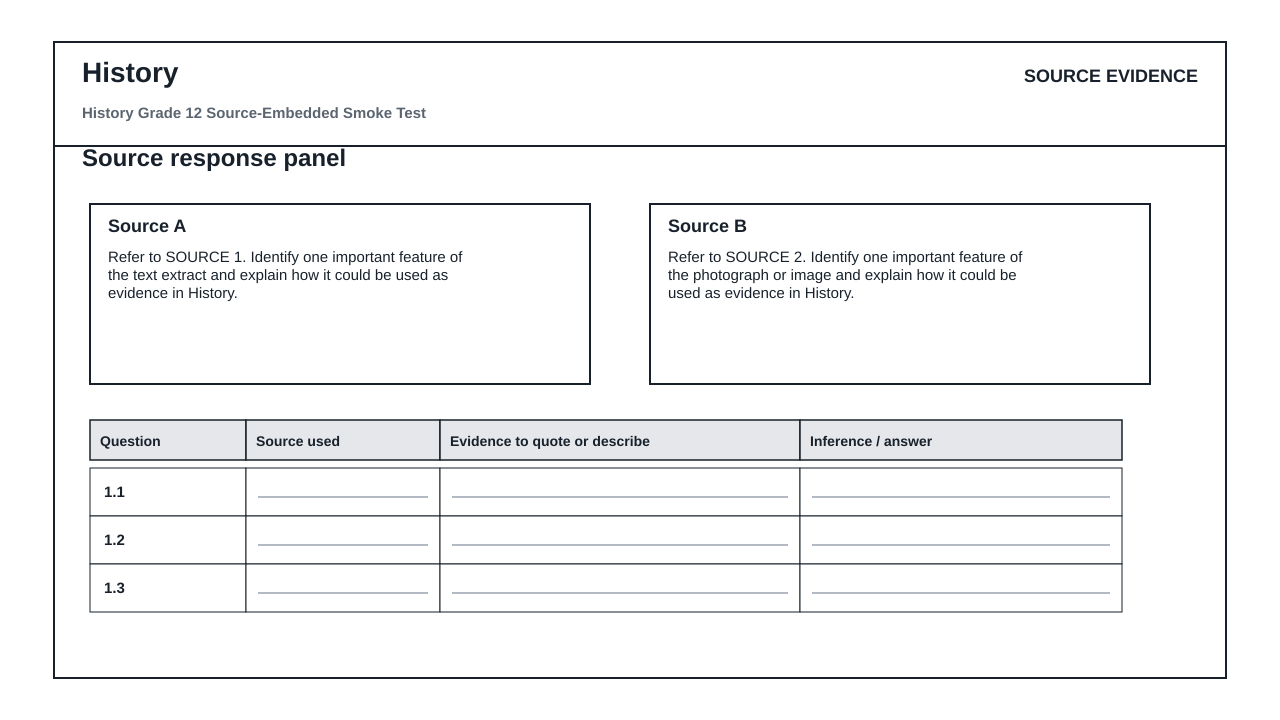 History
SOURCE EVIDENCE
History Grade 12 Source-Embedded Smoke Test
Source response panel
Source A
Refer to SOURCE 1. Identify one important feature of
the text extract and explain how it could be used as
evidence in History.
Source B
Refer to SOURCE 2. Identify one important feature of
the photograph or image and explain how it could be
used as evidence in History.
Question Source used Evidence to quote or describe Inference / answer
1.1
1.2
1.3